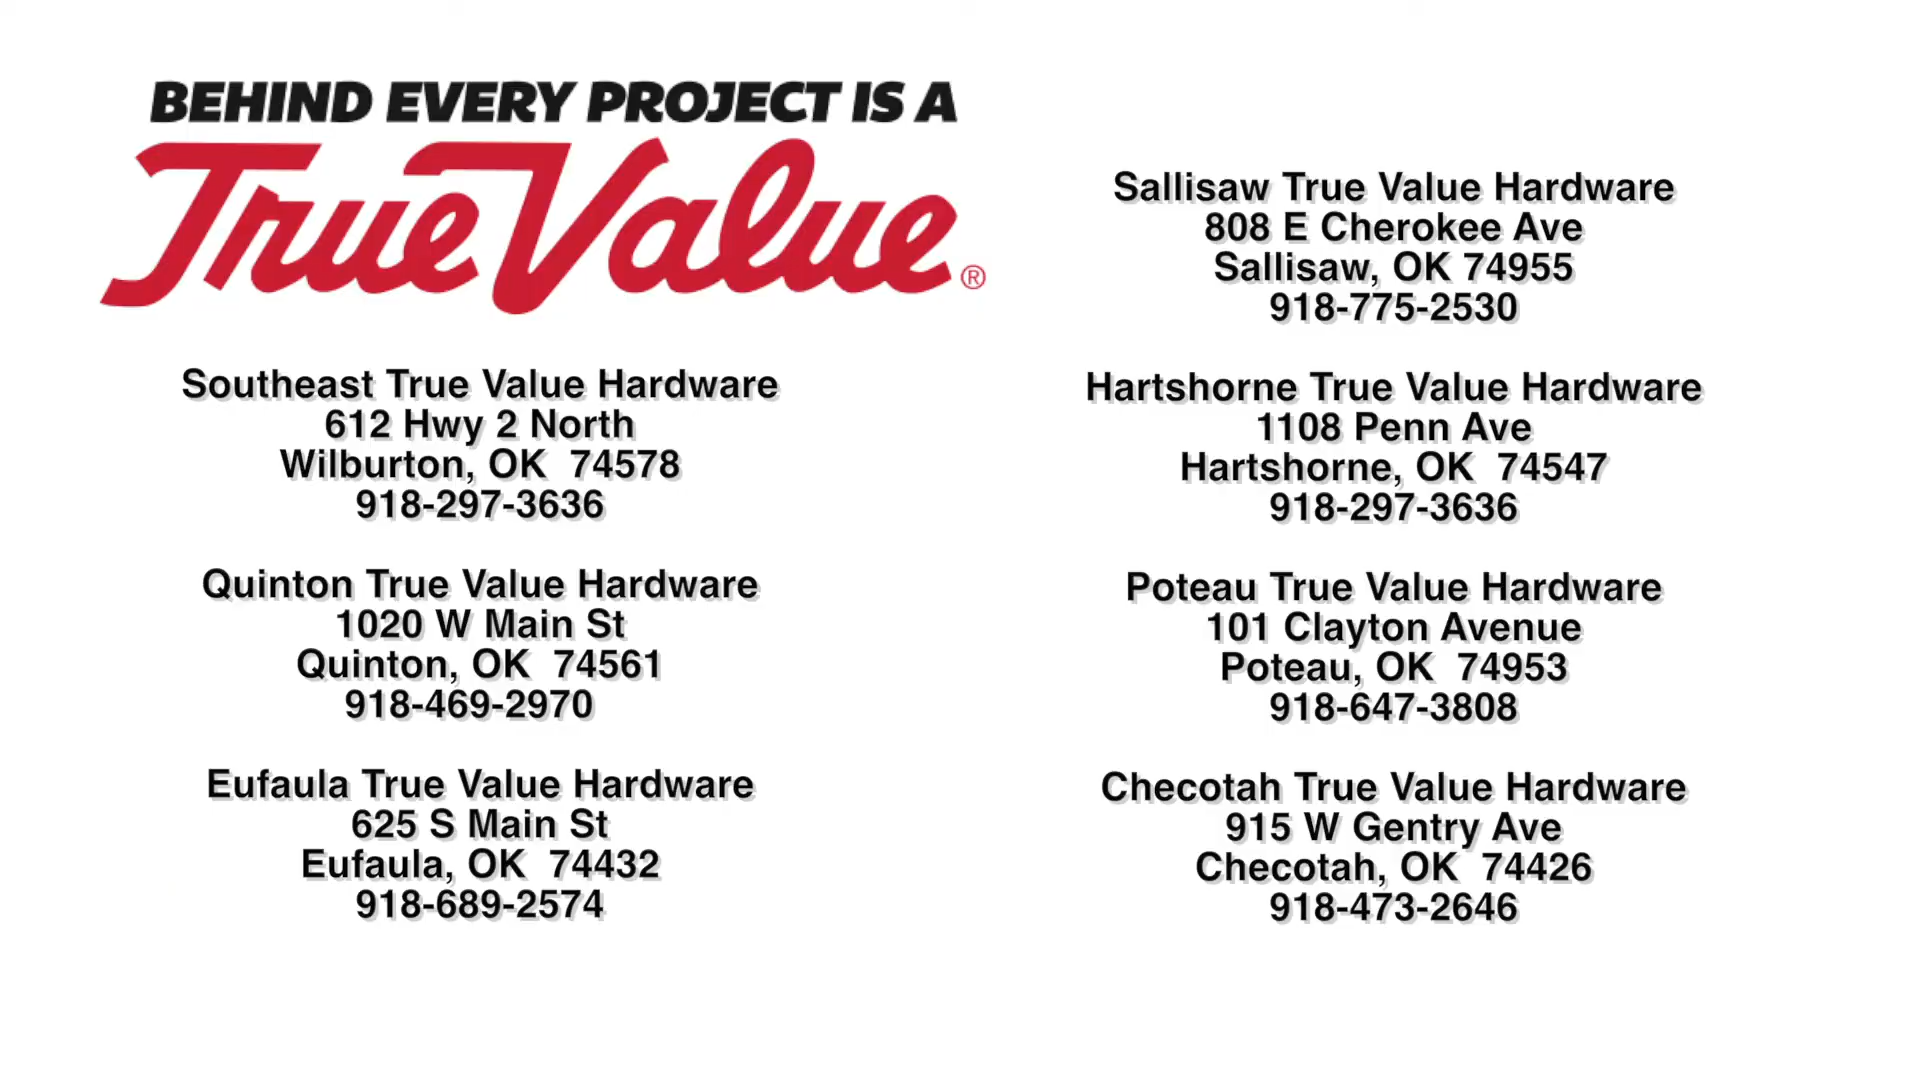 BEHIND EVERY PROJECT IS A
True Value®
Southeast True Value Hardware
612 Hwy 2 North
Wilburton, OK 74578
918-297-3636
Quinton True Value Hardware
1020 W Main St
Quinton, OK 74561
918-469-2970
Eufaula True Value Hardware
625 S Main St
Eufaula, OK 74432
918-689-2574
Sallisaw True Value Hardware
808 E Cherokee Ave
Sallisaw, OK 74955
918-775-2530
Hartshorne True Value Hardware
1108 Penn Ave
Hartshorne, OK 74547
918-297-3636
Poteau True Value Hardware
101 Clayton Avenue
Poteau, OK 74953
918-647-3808
Checotah True Value Hardware
915 W Gentry Ave
Checotah, OK 74426
918-473-2646